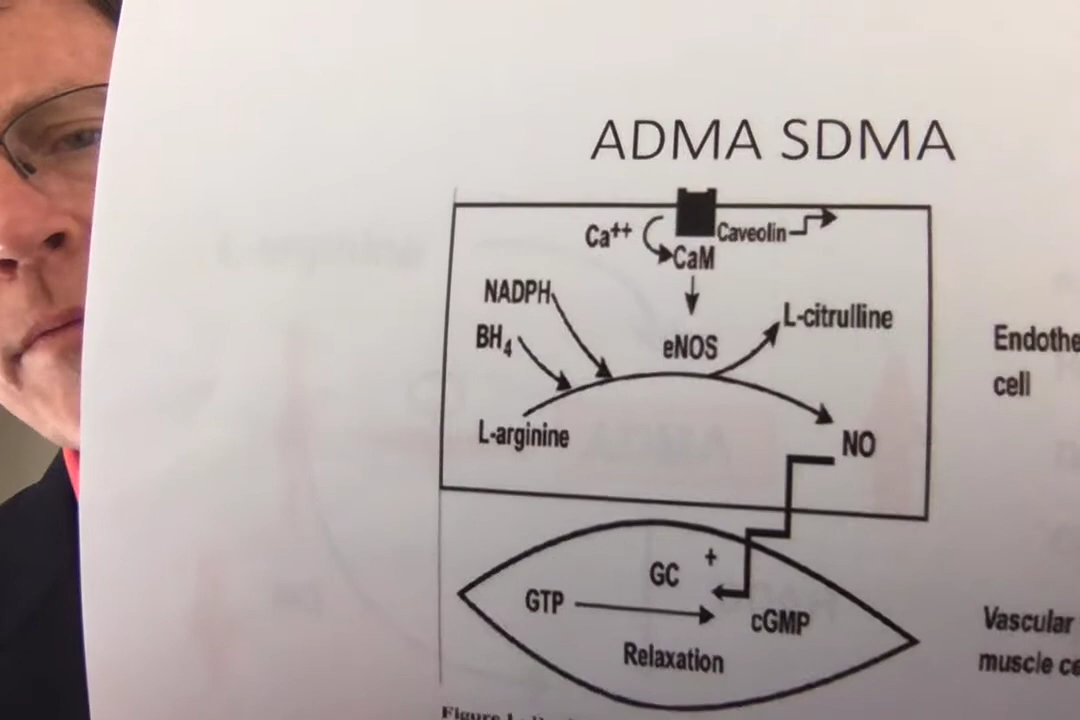 ADMA SDMA
Ca++
Caveolin
CaM
NADPH
L-citrulline
BH4
eNOS
Endothe
cell
L-arginine
NO
+
GC
GTP
cGMP
Vascular
Relaxation
muscle ce